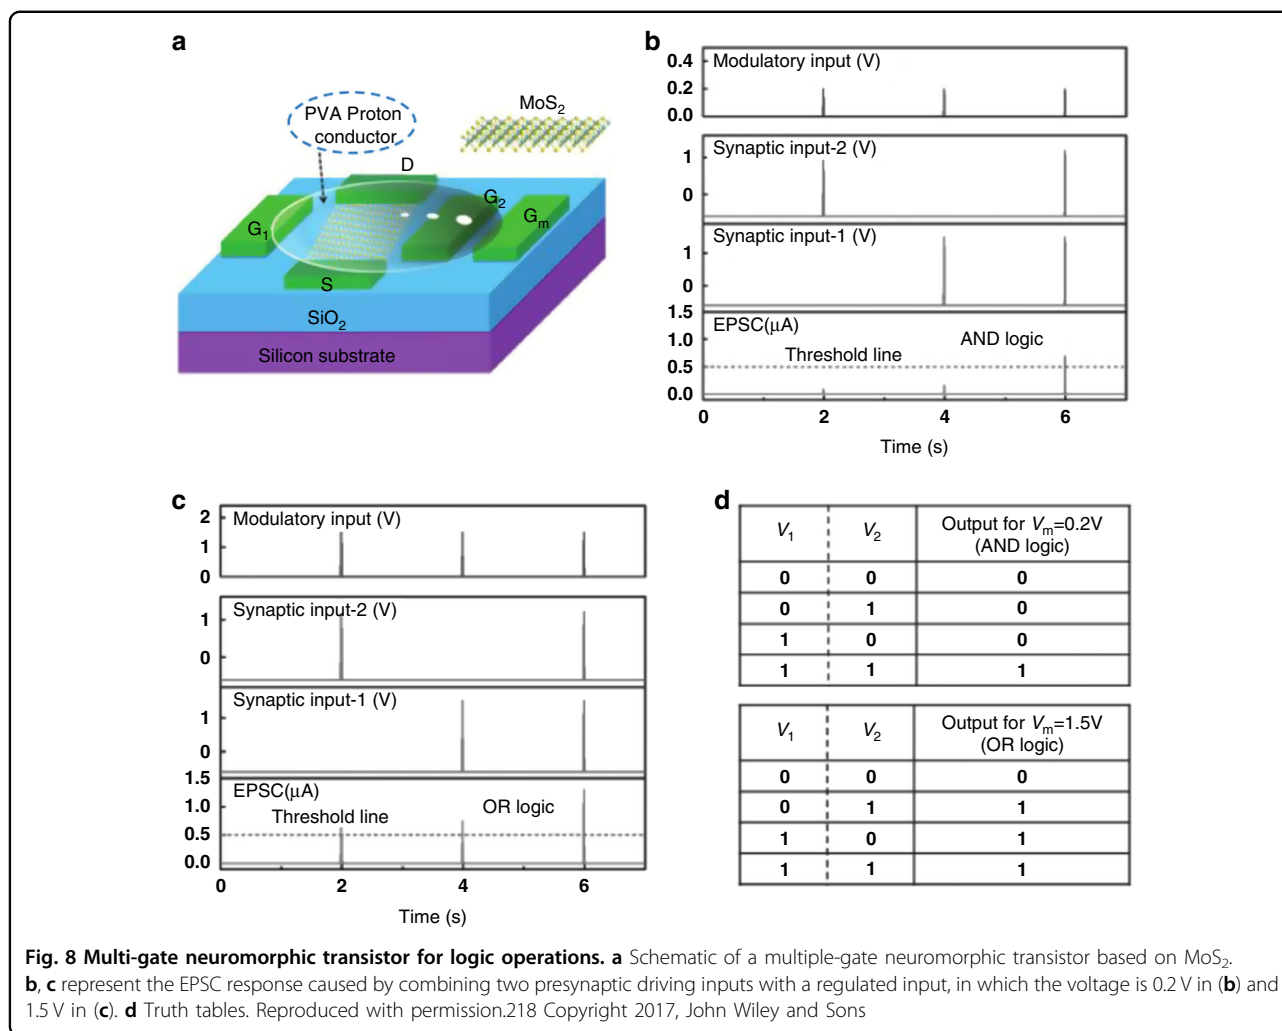 a
PVA Proton
conductor
MoS₂
D
G₁
G₂
Gₘ
S
SiO₂
Silicon substrate
b
0.4
Modulatory input (V)
0.2
0.0
Synaptic input-2 (V)
1
0
Synaptic input-1 (V)
1
0
1.5
EPSC(μA)
1.0
AND logic
Threshold line
0.5
0.0
0 2 4 6
Time (s)
c
2
Modulatory input (V)
1
0
Synaptic input-2 (V)
1
0
Synaptic input-1 (V)
1
0
1.5
EPSC(μA)
1.0
OR logic
Threshold line
0.5
0.0
0 2 4 6
Time (s)
d
V₁ V₂ Output for Vₘ=0.2V
(AND logic)
0 0 0
0 1 0
1 0 0
1 1 1
V₁ V₂ Output for Vₘ=1.5V
(OR logic)
0 0 0
0 1 1
1 0 1
1 1 1
Fig. 8 Multi-gate neuromorphic transistor for logic operations. a Schematic of a multiple-gate neuromorphic transistor based on MoS₂.
b, c represent the EPSC response caused by combining two presynaptic driving inputs with a regulated input, in which the voltage is 0.2 V in (b) and
1.5 V in (c). d Truth tables. Reproduced with permission.218 Copyright 2017, John Wiley and Sons